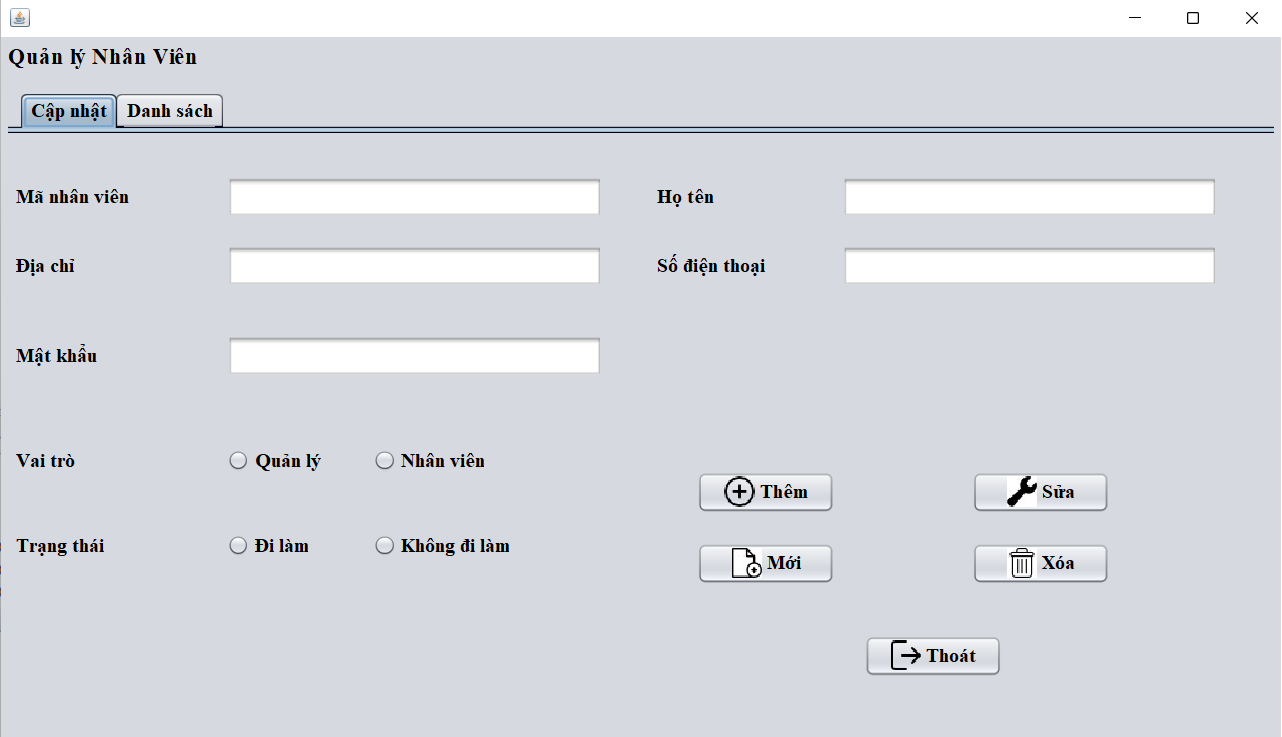 Quản lý Nhân Viên
Cập nhật Danh sách
Mã nhân viên Họ tên
Địa chỉ Số điện thoại
Mật khẩu
Vai trò Quản lý Nhân viên
Thêm Sửa
Trạng thái Đi làm Không đi làm
Mới Xóa
Thoát